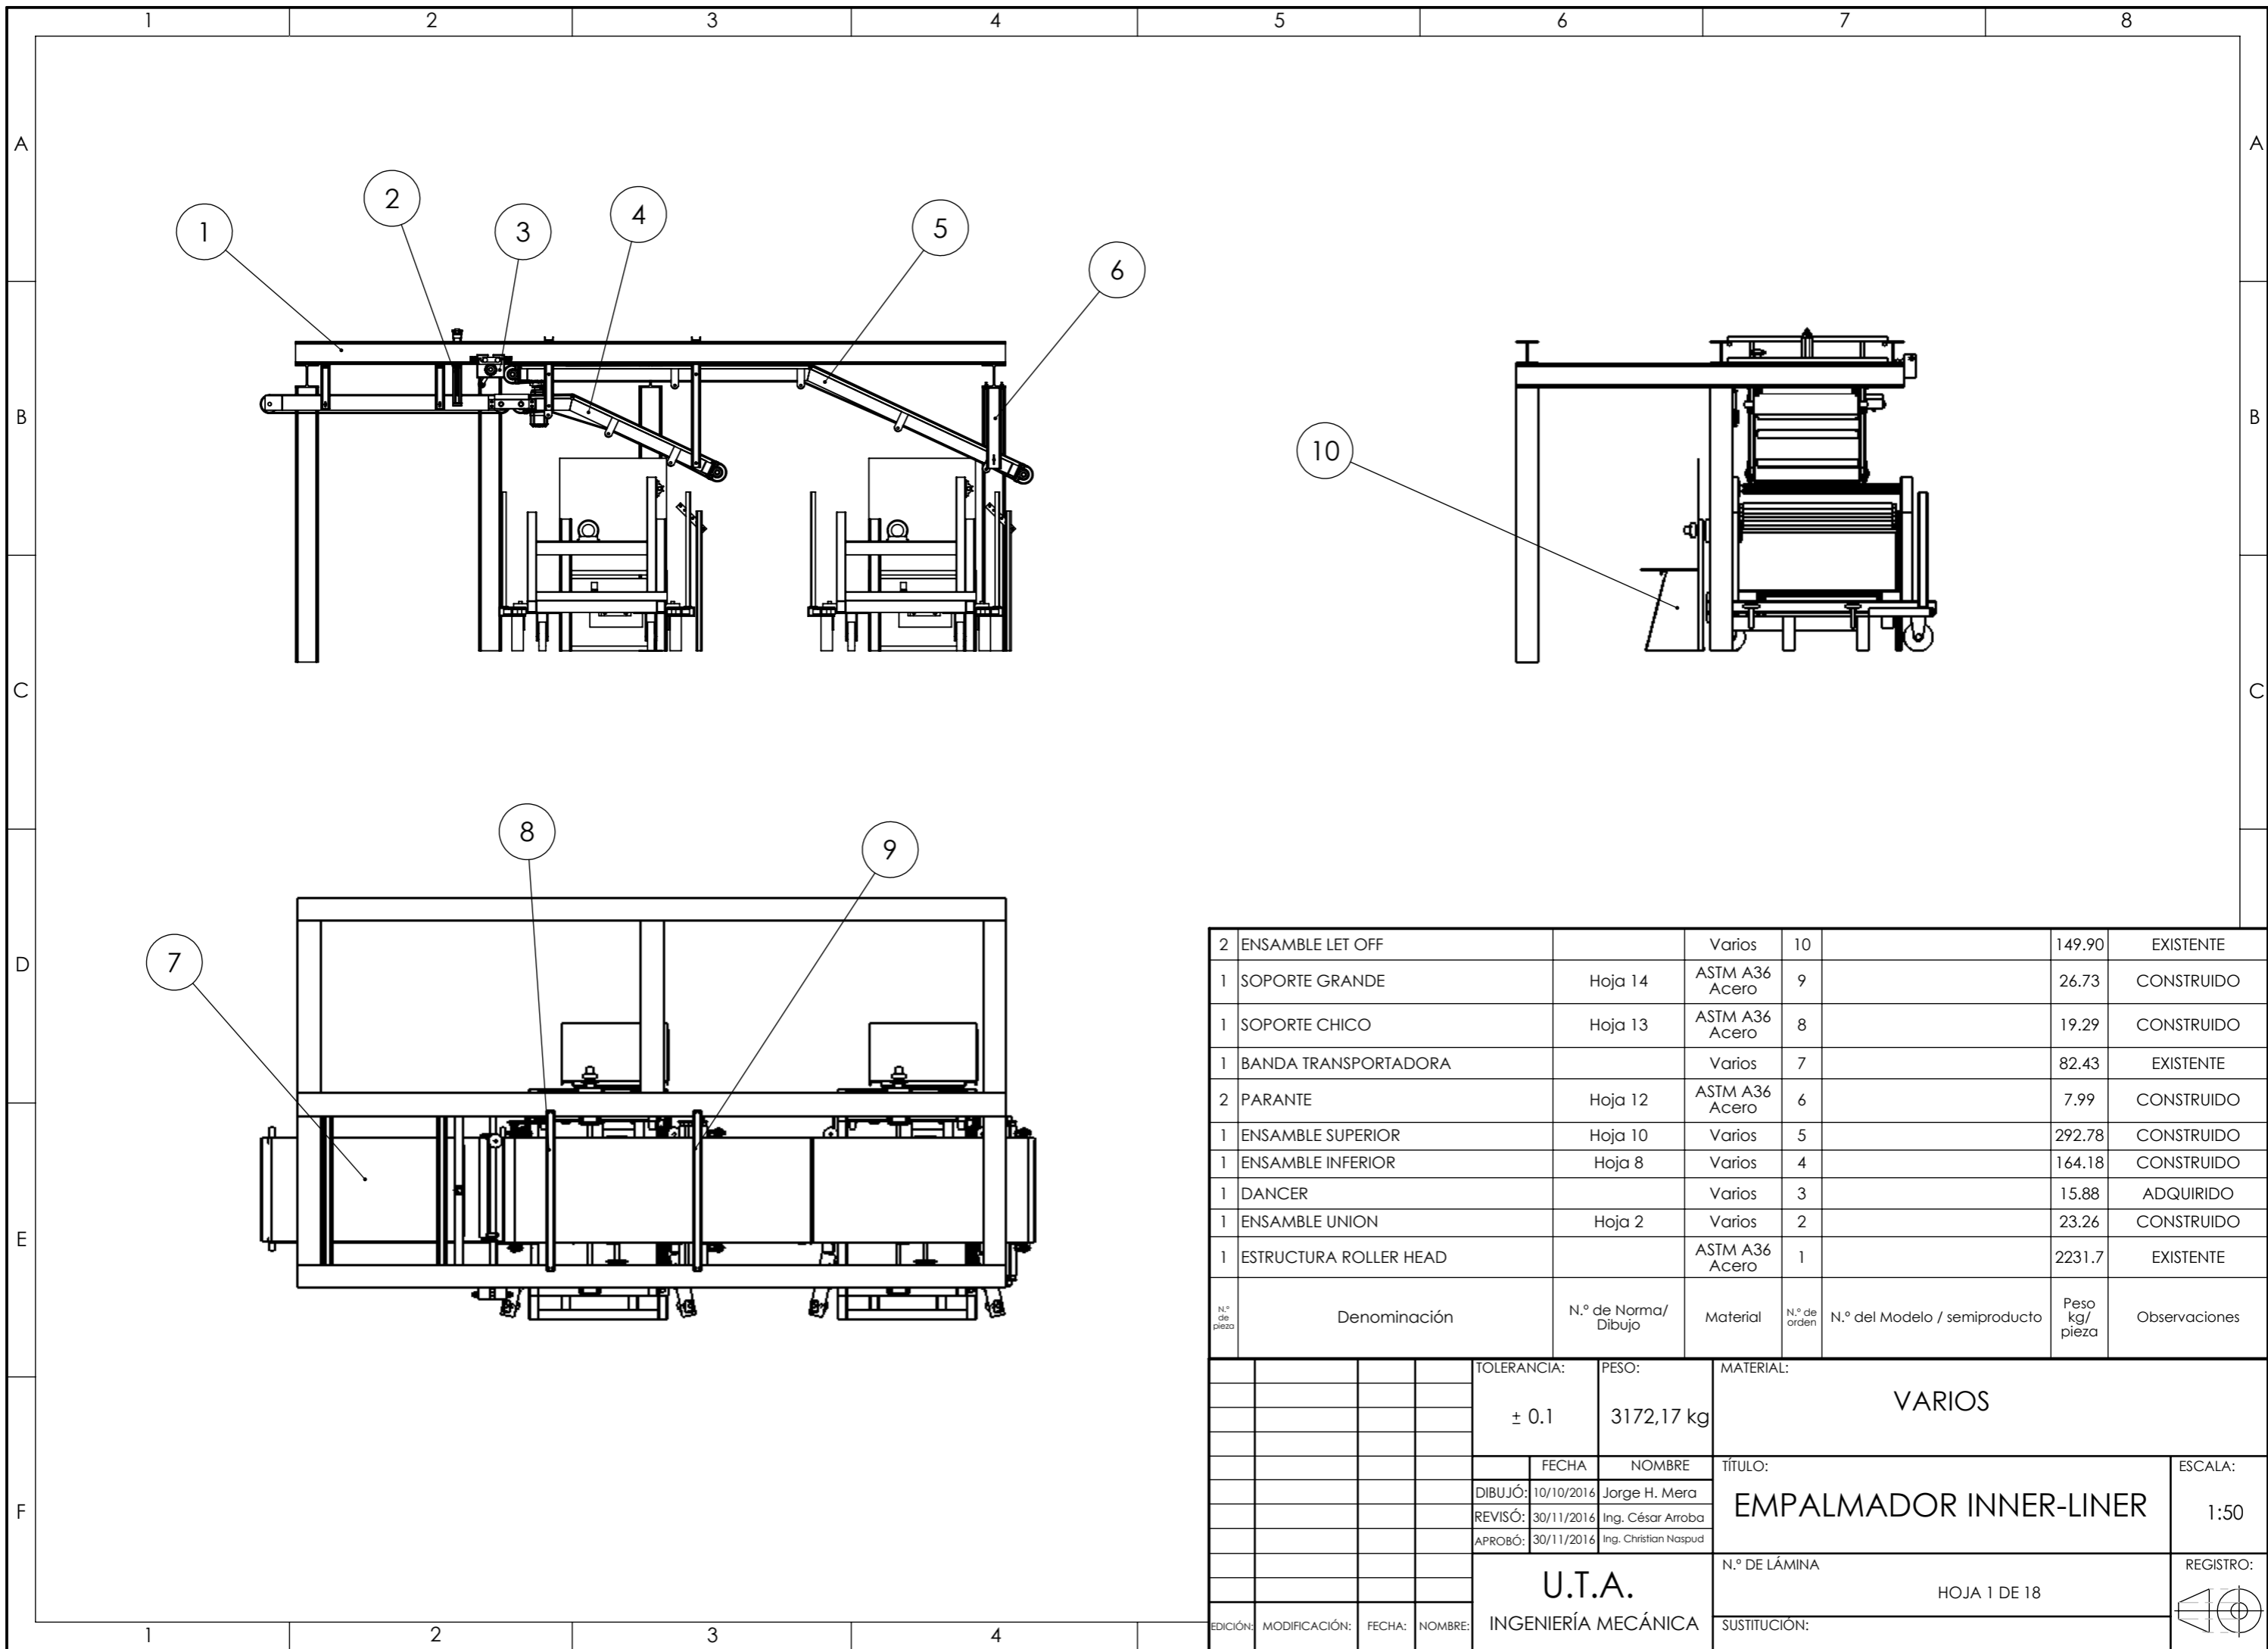 1 2 3 4 5 6 7 8
A A
B B
C C
D
E
F
1 2 3 4 5 6
7 8 9 10
2 ENSAMBLE LET OFF Varios 10 149.90 EXISTENTE
1 SOPORTE GRANDE Hoja 14 ASTM A36 Acero 9 26.73 CONSTRUIDO
1 SOPORTE CHICO Hoja 13 ASTM A36 Acero 8 19.29 CONSTRUIDO
1 BANDA TRANSPORTADORA Varios 7 82.43 EXISTENTE
2 PARANTE Hoja 12 ASTM A36 Acero 6 7.99 CONSTRUIDO
1 ENSAMBLE SUPERIOR Hoja 10 Varios 5 292.78 CONSTRUIDO
1 ENSAMBLE INFERIOR Hoja 8 Varios 4 164.18 CONSTRUIDO
1 DANCER Varios 3 15.88 ADQUIRIDO
1 ENSAMBLE UNION Hoja 2 Varios 2 23.26 CONSTRUIDO
1 ESTRUCTURA ROLLER HEAD ASTM A36 Acero 1 2231.7 EXISTENTE
N.º de pieza Denominación N.º de Norma/ Dibujo Material N.º de orden N.º del Modelo / semiproducto Peso kg/ pieza Observaciones
TOLERANCIA: PESO: MATERIAL:
± 0.1 3172,17 kg VARIOS
FECHA NOMBRE TÍTULO: ESCALA:
DIBUJÓ: 10/10/2016 Jorge H. Mera
REVISÓ: 30/11/2016 Ing. César Arroba
APROBÓ: 30/11/2016 Ing. Christian Naspud
EMPALMADOR INNER-LINER 1:50
U.T.A.
INGENIERÍA MECÁNICA
N.º DE LÁMINA REGISTRO:
HOJA 1 DE 18
SUSTITUCIÓN:
EDICIÓN: MODIFICACIÓN: FECHA: NOMBRE:
1 2 3 4